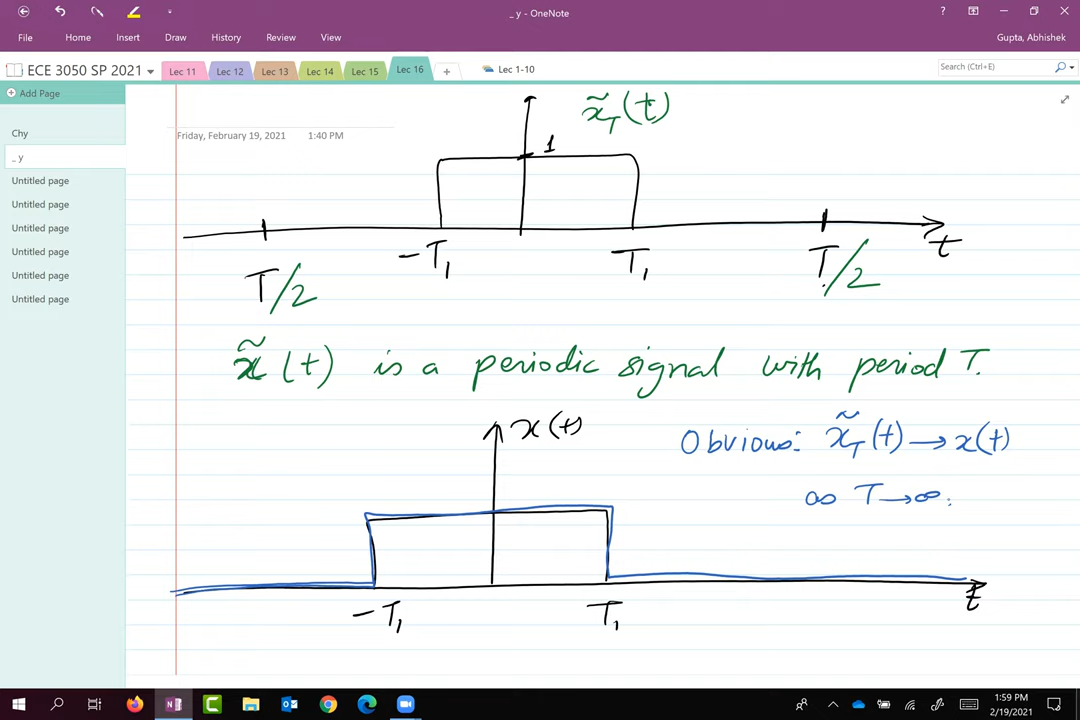 _ y - OneNote
?
Gupta, Abhishek
File Home Insert Draw History Review View
ECE 3050 SP 2021 Lec 11 Lec 12 Lec 13 Lec 14 Lec 15 Lec 16 + Lec 1-10 Search (Ctrl+E)
Add Page
Chy
_ y
Untitled page
Untitled page
Untitled page
Untitled page
Untitled page
Untitled page
Friday, February 19, 2021 1:40 PM
x̃_T(t)
1
-T₁ T₁ t
T/2 T/2
x̃(t) is a periodic signal with period T.
x(t)
Obvious: x̃_T(t) → x(t)
as T → ∞.
-T₁ T₁ t
1:59 PM
2/19/2021